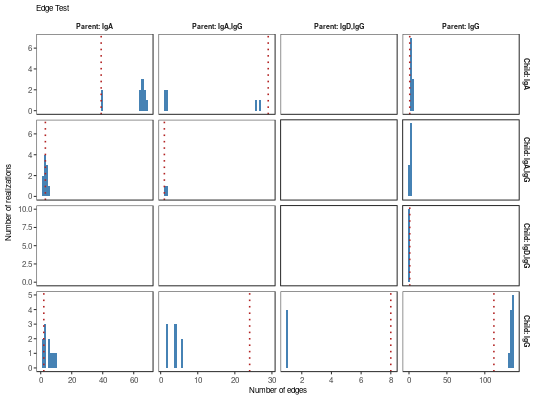 Edge Test
Parent: IgA
Parent: IgA,IgG
Parent: IgD,IgG
Parent: IgG
6
4
2
0
Child: IgA
6
4
2
0
Child: IgA,IgG
10.0
7.5
5.0
2.5
0.0
Child: IgD,IgG
5
4
3
2
1
0
Child: IgG
0 20 40 60
0 10 20 30
0 2 4 6 8
0 50 100
Number of edges
Number of realizations